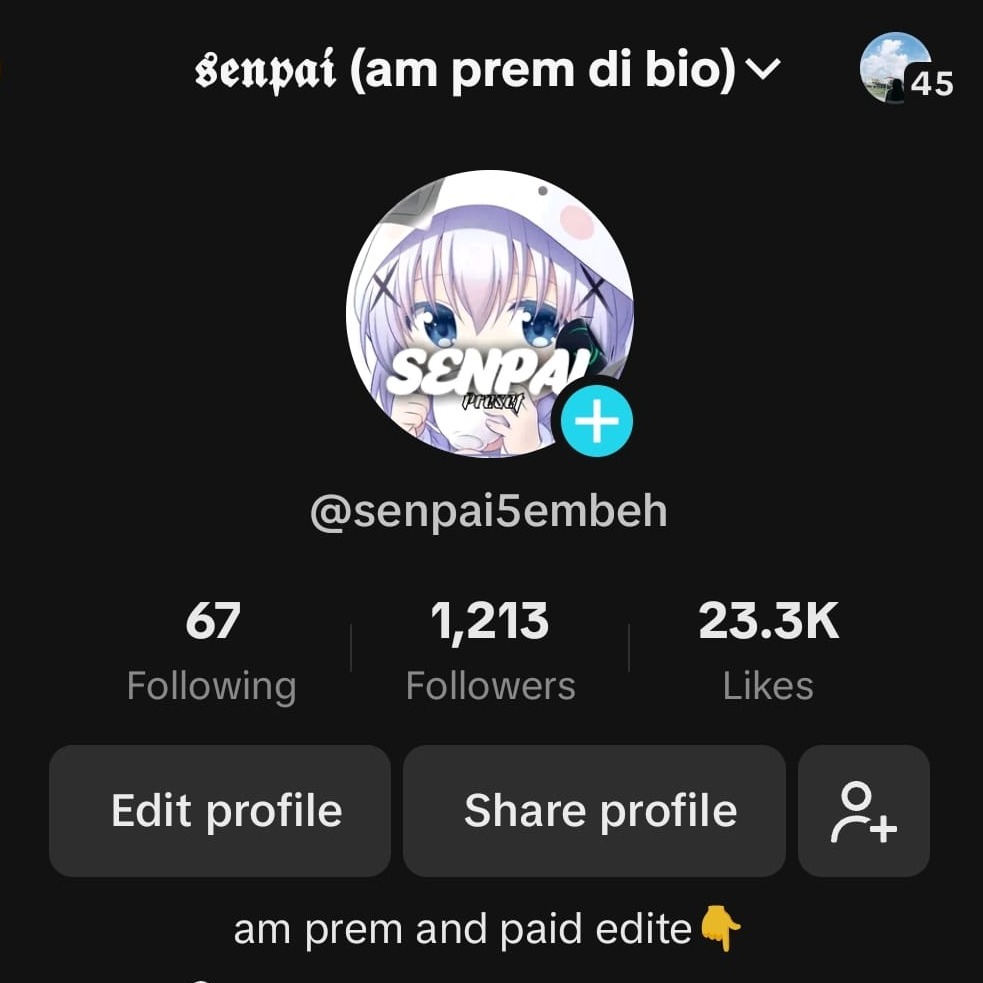 𝖘𝖊𝖓𝖕𝖆𝖎 (am prem di bio)
45
SENPAI
Preset
@senpai5embeh
67 1,213 23.3K
Following Followers Likes
Edit profile Share profile
am prem and paid edite👇